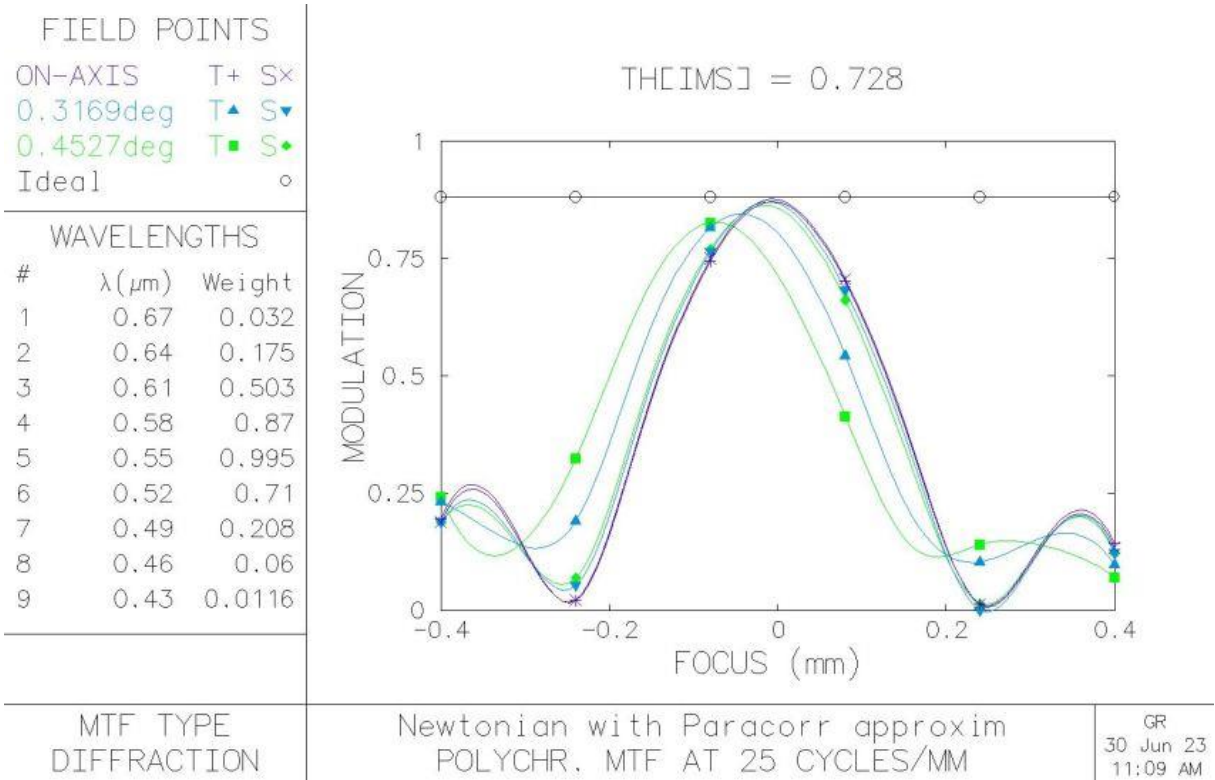 FIELD POINTS
ON-AXIS T+ S×
0.3169deg T▲ S▼
0.4527deg T■ S◆
Ideal ○
WAVELENGTHS
# λ(μm) Weight
1 0.67 0.032
2 0.64 0.175
3 0.61 0.503
4 0.58 0.87
5 0.55 0.995
6 0.52 0.71
7 0.49 0.208
8 0.46 0.06
9 0.43 0.0116
MTF TYPE
DIFFRACTION
TH[IMS] = 0.728
1
0.75
0.5
0.25
0
MODULATION
-0.4 -0.2 0 0.2 0.4
FOCUS (mm)
Newtonian with Paracorr approxim
POLYCHR. MTF AT 25 CYCLES/MM
GR
30 Jun 23
11:09 AM